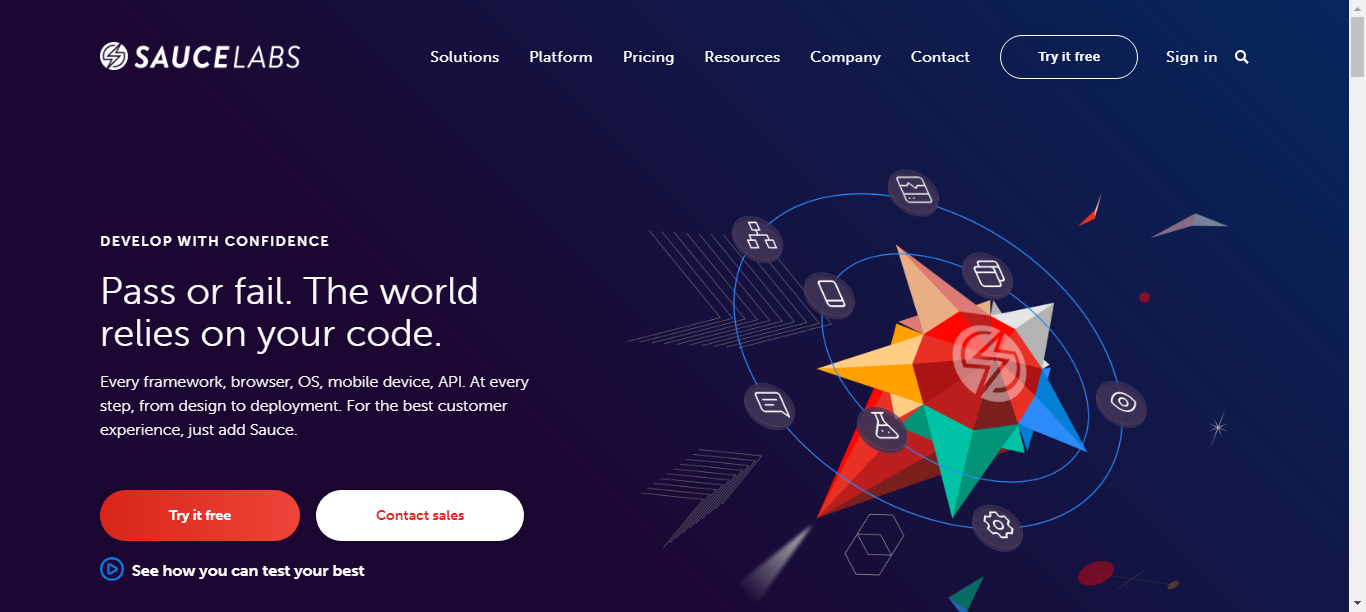 SAUCELABS
Solutions
Platform
Pricing
Resources
Company
Contact
Try it free
Sign in
DEVELOP WITH CONFIDENCE
Pass or fail. The world
relies on your code.
Every framework, browser, OS, mobile device, API. At every
step, from design to deployment. For the best customer
experience, just add Sauce.
Try it free
Contact sales
See how you can test your best